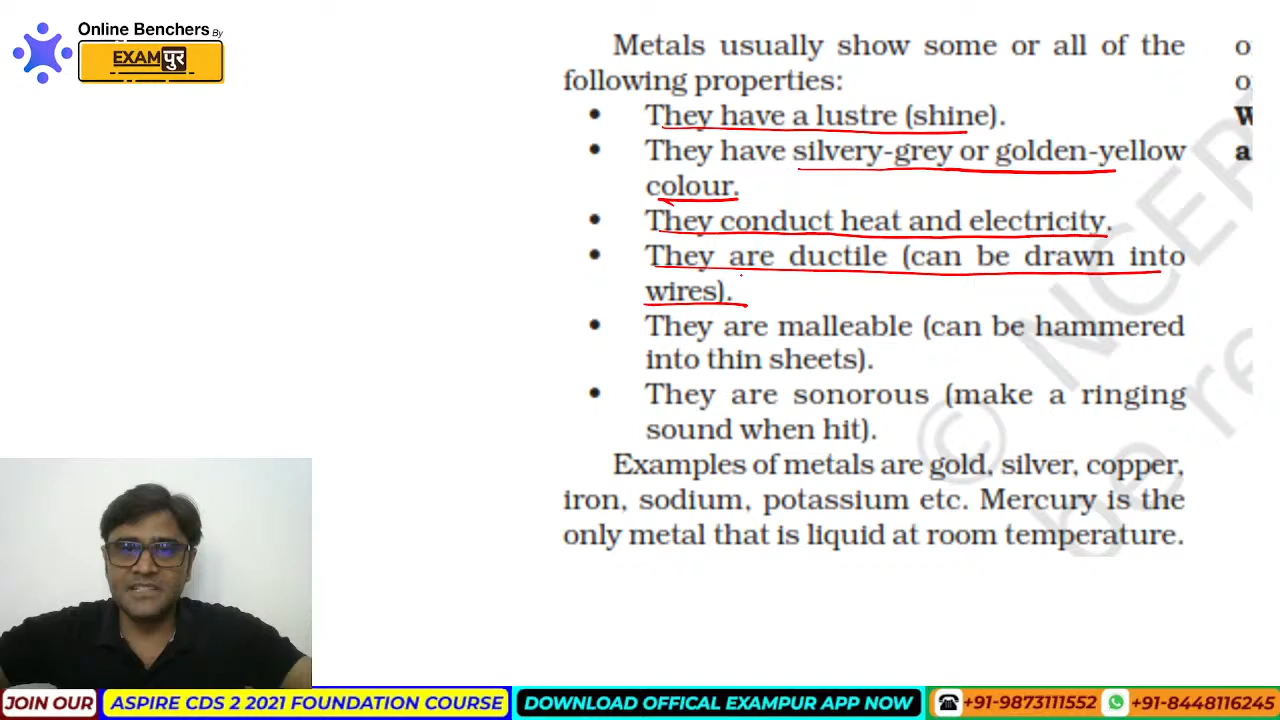 Online Benchers By
EXAMपुर
Metals usually show some or all of the
following properties:
• They have a lustre (shine).
• They have silvery-grey or golden-yellow
colour.
• They conduct heat and electricity.
• They are ductile (can be drawn into
wires).
• They are malleable (can be hammered
into thin sheets).
• They are sonorous (make a ringing
sound when hit).
Examples of metals are gold, silver, copper,
iron, sodium, potassium etc. Mercury is the
only metal that is liquid at room temperature.
o
o
W
a
© NCE
be re
JOIN OUR ASPIRE CDS 2 2021 FOUNDATION COURSE DOWNLOAD OFFICAL EXAMPUR APP NOW +91-9873111552 +91-8448116245